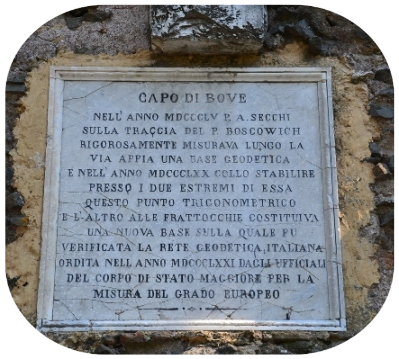 CAPO DI BOVE
NELL'ANNO MDCCCLV P. A. SECCHI
SULLA TRACCIA DEL P. BOSCOWICH
RIGOROSAMENTE MISURAVA LUNGO LA
VIA APPIA UNA BASE GEODETICA
E NELL'ANNO MDCCCLXX COLLO STABILIRE
PRESSO I DUE ESTREMI DI ESSA
QUESTO PUNTO TRIGONOMETRICO
E L'ALTRO ALLE FRATTOCCHIE COSTITUIVA
UNA NUOVA BASE SULLA QUALE FU
VERIFICATA LA RETE GEODETICA ITALIANA
ORDITA NELL'ANNO MDCCCLXXI DAGLI UFFICIALI
DEL CORPO DI STATO MAGGIORE PER LA
MISURA DEL GRADO EUROPEO